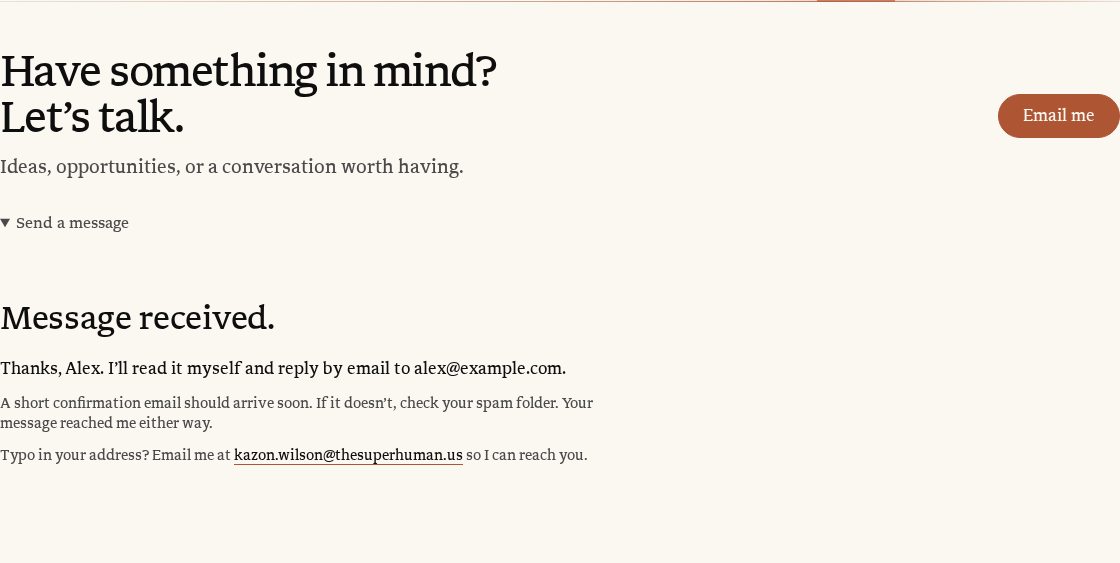 Have something in mind?
Let’s talk.
Email me
Ideas, opportunities, or a conversation worth having.
▼ Send a message
Message received.
Thanks, Alex. I’ll read it myself and reply by email to alex@example.com.
A short confirmation email should arrive soon. If it doesn’t, check your spam folder. Your
message reached me either way.
Typo in your address? Email me at kazon.wilson@thesuperhuman.us so I can reach you.